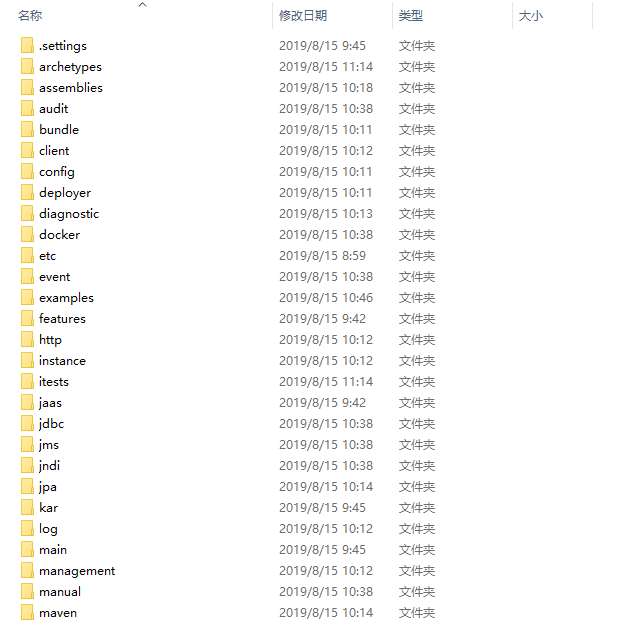 名称 修改日期 类型 大小
.settings 2019/8/15 9:45 文件夹
archetypes 2019/8/15 11:14 文件夹
assemblies 2019/8/15 10:18 文件夹
audit 2019/8/15 10:38 文件夹
bundle 2019/8/15 10:11 文件夹
client 2019/8/15 10:12 文件夹
config 2019/8/15 10:11 文件夹
deployer 2019/8/15 10:11 文件夹
diagnostic 2019/8/15 10:13 文件夹
docker 2019/8/15 10:38 文件夹
etc 2019/8/15 8:59 文件夹
event 2019/8/15 10:38 文件夹
examples 2019/8/15 10:46 文件夹
features 2019/8/15 9:42 文件夹
http 2019/8/15 10:12 文件夹
instance 2019/8/15 10:12 文件夹
itests 2019/8/15 11:14 文件夹
jaas 2019/8/15 9:42 文件夹
jdbc 2019/8/15 10:38 文件夹
jms 2019/8/15 10:38 文件夹
jndi 2019/8/15 10:38 文件夹
jpa 2019/8/15 10:14 文件夹
kar 2019/8/15 9:45 文件夹
log 2019/8/15 10:12 文件夹
main 2019/8/15 9:45 文件夹
management 2019/8/15 10:12 文件夹
manual 2019/8/15 10:38 文件夹
maven 2019/8/15 10:14 文件夹